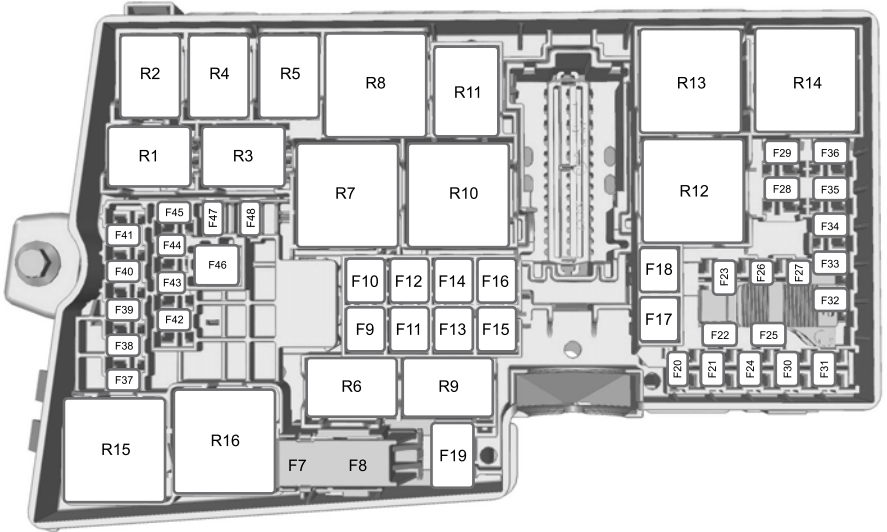 R2 R4 R5 R8 R11 R13 R14
R1 R3 R7 R10 R12
F29 F36
F28 F35
F45 F47 F48 F34
F41 F44 F46 F33
F40 F43 F10 F12 F14 F16 F18 F23 F26 F27
F39 F42 F9 F11 F13 F15 F17 F32
F38 F22 F25
F37 R6 R9 F20 F21 F24 F30 F31
R15 R16 F7 F8 F19